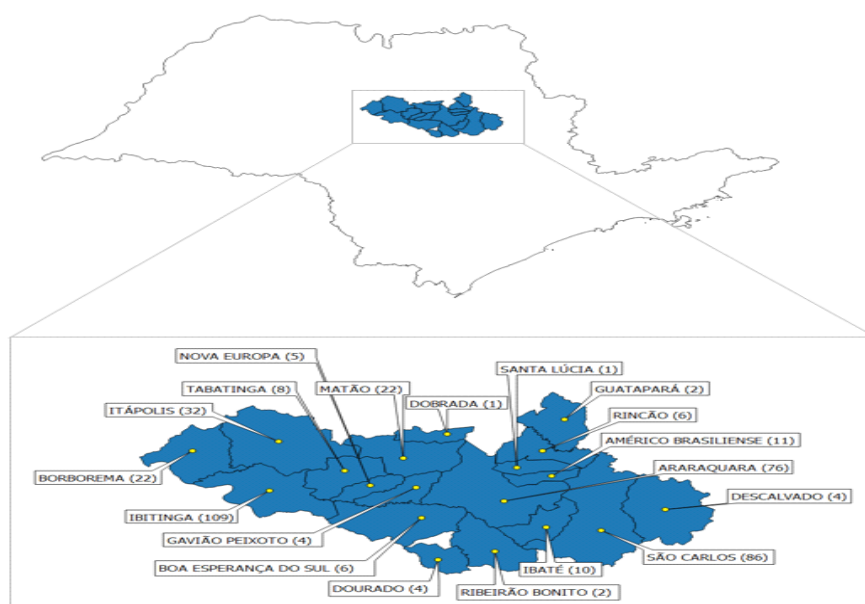 NOVA EUROPA (5)
SANTA LÚCIA (1)
TABATINGA (8)
MATÃO (22)
GUATAPARÁ (2)
DOBRADA (1)
ITÁPOLIS (32)
RINCÃO (6)
AMÉRICO BRASILIENSE (11)
ARARAQUARA (76)
BORBOREMA (22)
DESCALVADO (4)
IBITINGA (109)
GAVIÃO PEIXOTO (4)
SÃO CARLOS (86)
BOA ESPERANÇA DO SUL (6)
IBATÉ (10)
DOURADO (4)
RIBEIRÃO BONITO (2)